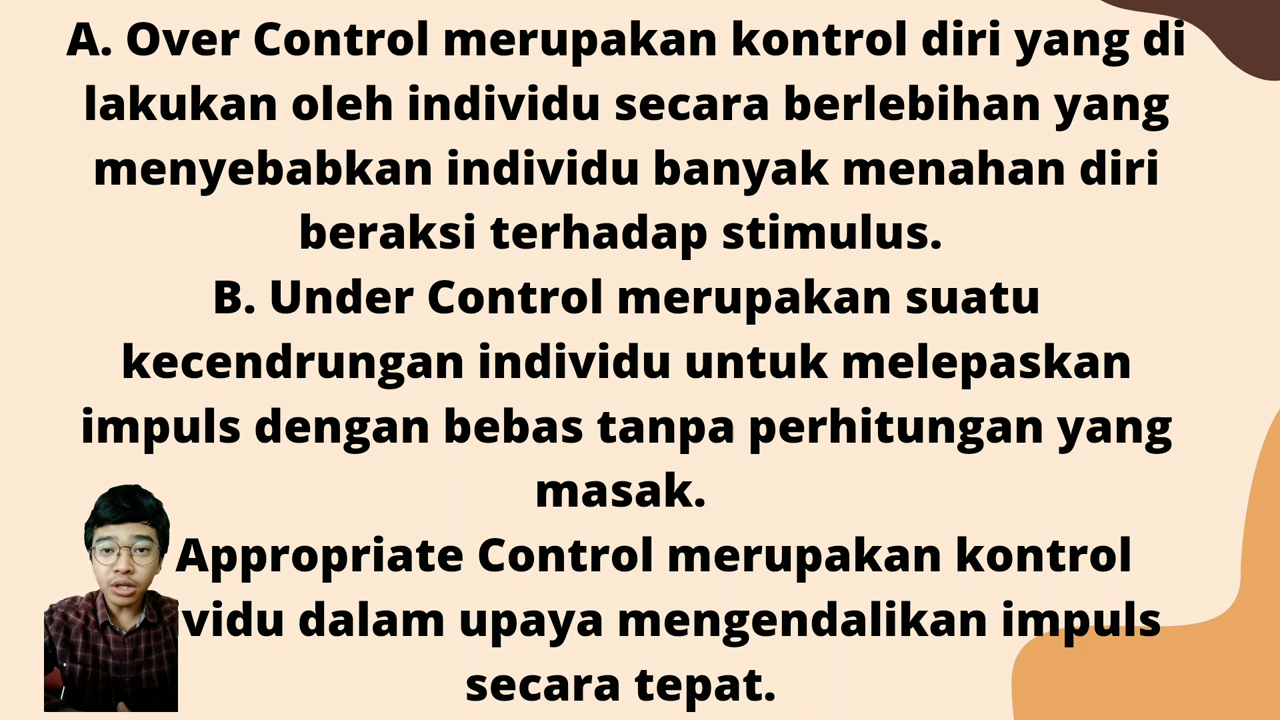 A. Over Control merupakan kontrol diri yang di
lakukan oleh individu secara berlebihan yang
menyebabkan individu banyak menahan diri
beraksi terhadap stimulus.
B. Under Control merupakan suatu
kecendrungan individu untuk melepaskan
impuls dengan bebas tanpa perhitungan yang
masak.
Appropriate Control merupakan kontrol
vidu dalam upaya mengendalikan impuls
secara tepat.